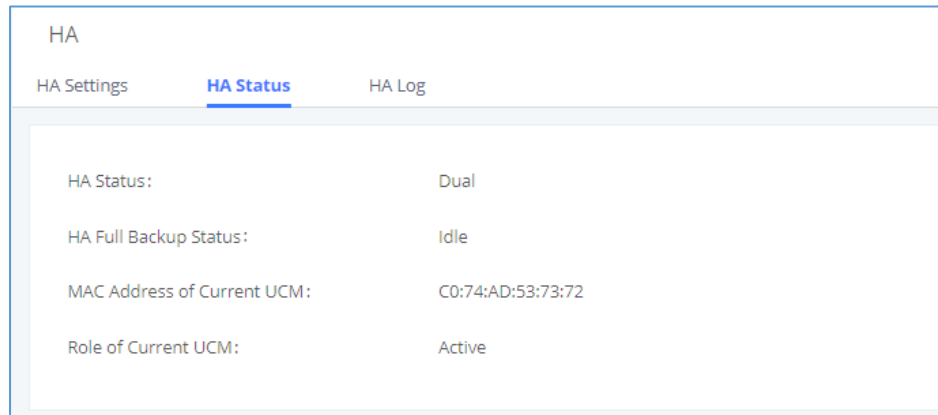 HA
HA Settings HA Status HA Log
HA Status: Dual
HA Full Backup Status: Idle
MAC Address of Current UCM: C0:74:AD:53:73:72
Role of Current UCM: Active